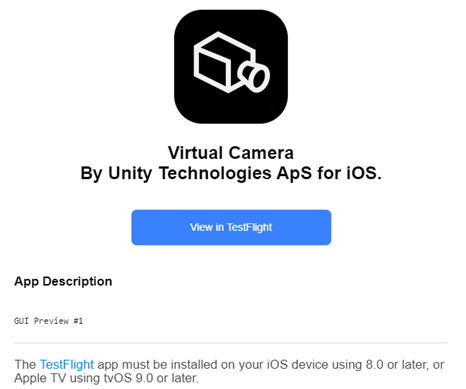 Virtual Camera
By Unity Technologies ApS for iOS.
View in TestFlight
App Description
GUI Preview #1
The TestFlight app must be installed on your iOS device using 8.0 or later, or
Apple TV using tvOS 9.0 or later.